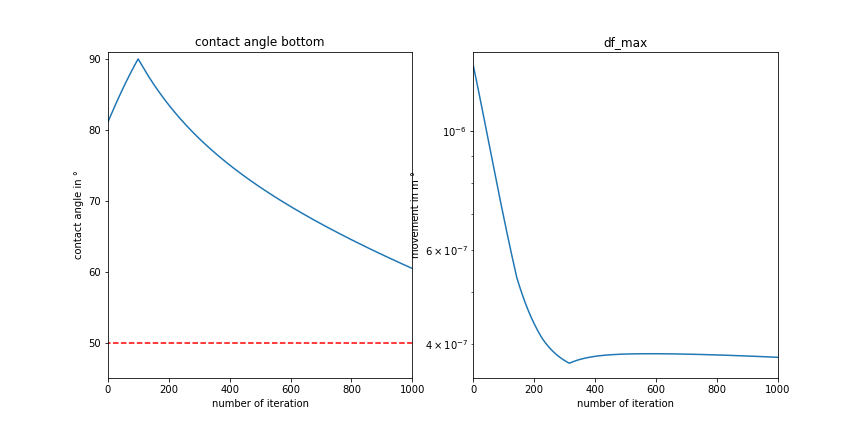 contact angle bottom
contact angle in °
90
80
70
60
50
0
200
400
600
800
1000
number of iteration
df_max
movement in m °
10⁻⁶
6 × 10⁻⁷
4 × 10⁻⁷
0
200
400
600
800
1000
number of iteration